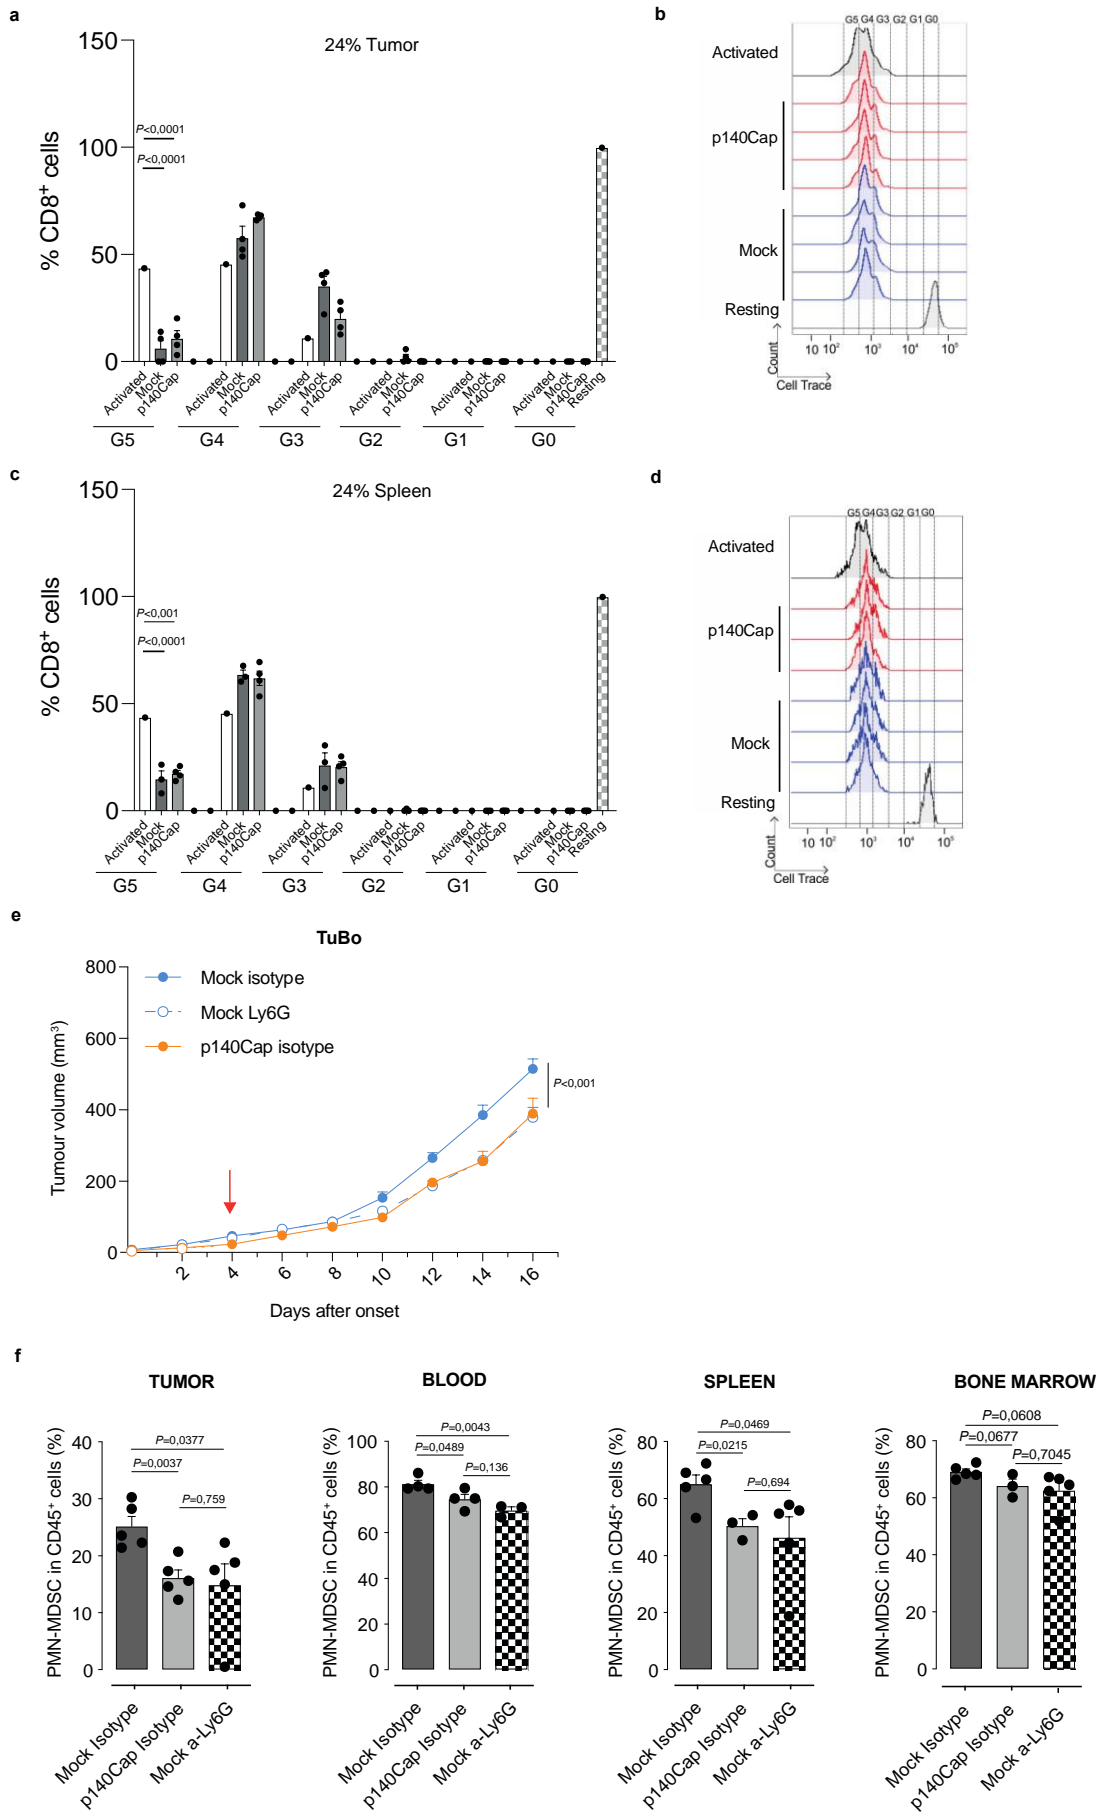 a
24% Tumor
150
100
50
0
% CD8+ cells
P<0,0001
P<0,0001
Activated
Mock
p140Cap
Activated
Mock
p140Cap
Activated
Mock
p140Cap
Activated
Mock
p140Cap
Activated
Mock
p140Cap
Activated
Mock
p140Cap
Resting
G5 G4 G3 G2 G1 G0
b
G5 G4 G3 G2 G1 G0
Activated
p140Cap
Mock
Resting
Count
10 10² 10³ 10⁴ 10⁵
Cell Trace
c
24% Spleen
150
100
50
0
% CD8+ cells
P<0,001
P<0,0001
Activated
Mock
p140Cap
Activated
Mock
p140Cap
Activated
Mock
p140Cap
Activated
Mock
p140Cap
Activated
Mock
p140Cap
Activated
Mock
p140Cap
Resting
G5 G4 G3 G2 G1 G0
d
G5 G4 G3 G2 G1 G0
Activated
p140Cap
Mock
Resting
Count
10 10² 10³ 10⁴ 10⁵
Cell Trace
e
TuBo
800
600
400
200
0
Tumour volume (mm³)
Mock isotype
Mock Ly6G
p140Cap isotype
P<0,001
2 4 6 8 10 12 14 16
Days after onset
f
TUMOR
PMN-MDSC in CD45+ cells (%)
40
30
20
10
0
P=0,0377
P=0,0037
P=0,759
Mock Isotype
p140Cap Isotype
Mock a-Ly6G
BLOOD
PMN-MDSC in CD45+ cells (%)
100
80
60
40
20
0
P=0,0043
P=0,0489
P=0,136
Mock Isotype
p140Cap Isotype
Mock a-Ly6G
SPLEEN
PMN-MDSC in CD45+ cells (%)
80
60
40
20
0
P=0,0469
P=0,0215
P=0,694
Mock Isotype
p140Cap Isotype
Mock a-Ly6G
BONE MARROW
PMN-MDSC in CD45+ cells (%)
80
60
40
20
0
P=0,0608
P=0,0677
P=0,7045
Mock Isotype
p140Cap Isotype
Mock a-Ly6G